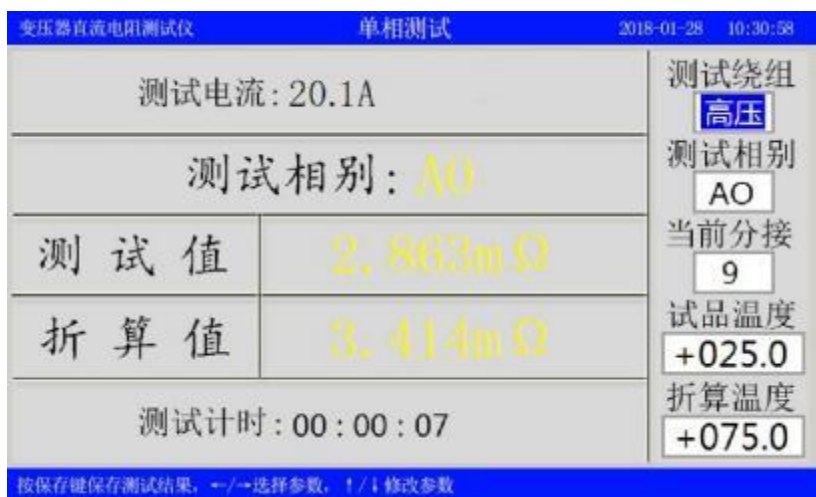 变压器直流电阻测试仪 单相测试 2018-01-28 10:30:58
测试电流:20.1A
测试相别:AO
测试值 2.863mΩ
折算值 3.414mΩ
测试计时:00:00:07
测试绕组
高压
测试相别
AO
当前分接
9
试品温度
+025.0
折算温度
+075.0
按保存键保存测试结果, ←/→选择参数, ↑/↓修改参数